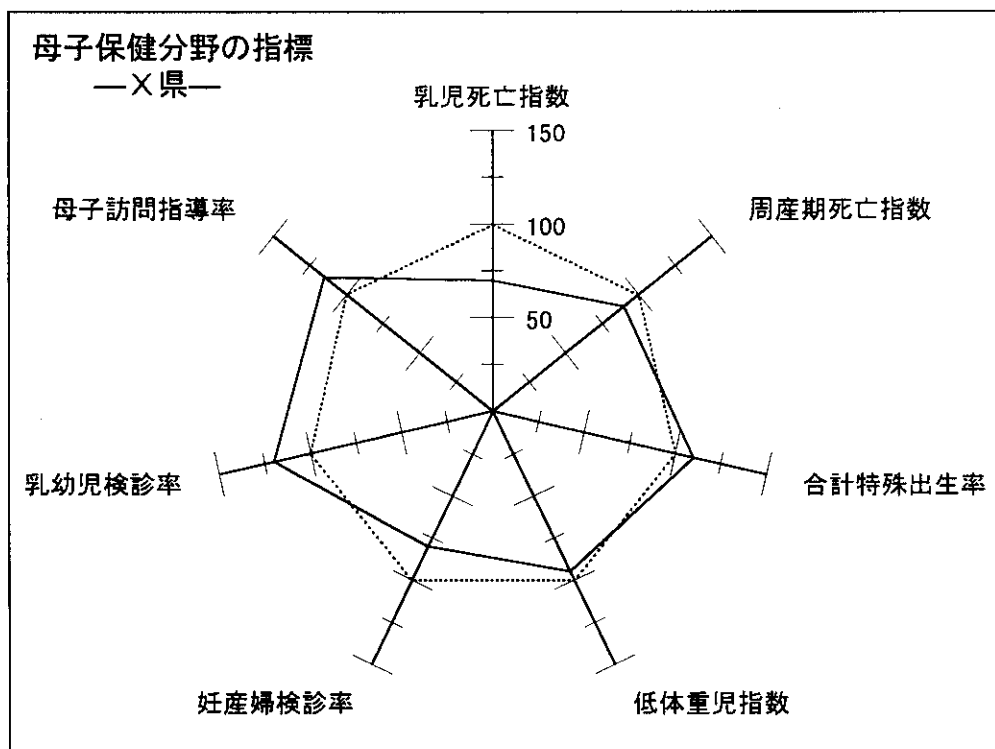 母子保健分野の指標
―X県―
乳児死亡指数
150
母子訪問指導率
周産期死亡指数
100
50
乳幼児検診率
合計特殊出生率
妊産婦検診率
低体重児指数